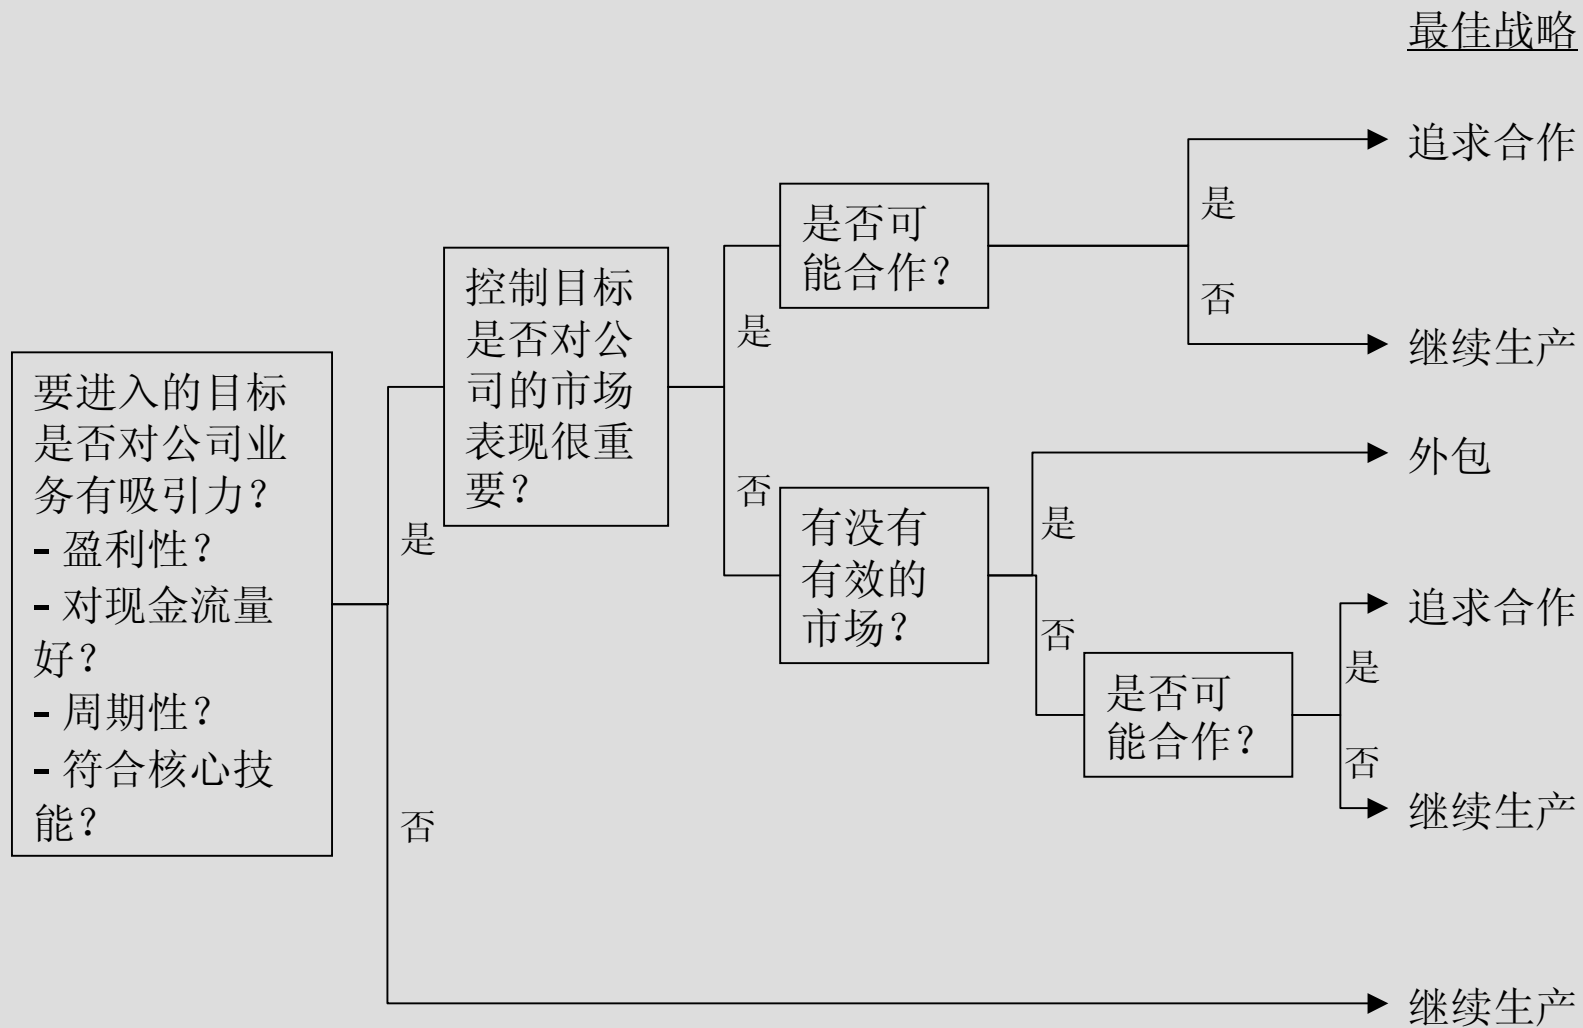 最佳战略
要进入的目标
是否对公司业
务有吸引力？
- 盈利性？
- 对现金流量
好？
- 周期性？
- 符合核心技
能？
是
否
控制目标
是否对公
司的市场
表现很重
要？
是
否
是否可
能合作？
是
否
追求合作
继续生产
有没有
有效的
市场？
是
否
外包
是否可
能合作？
是
否
追求合作
继续生产
继续生产